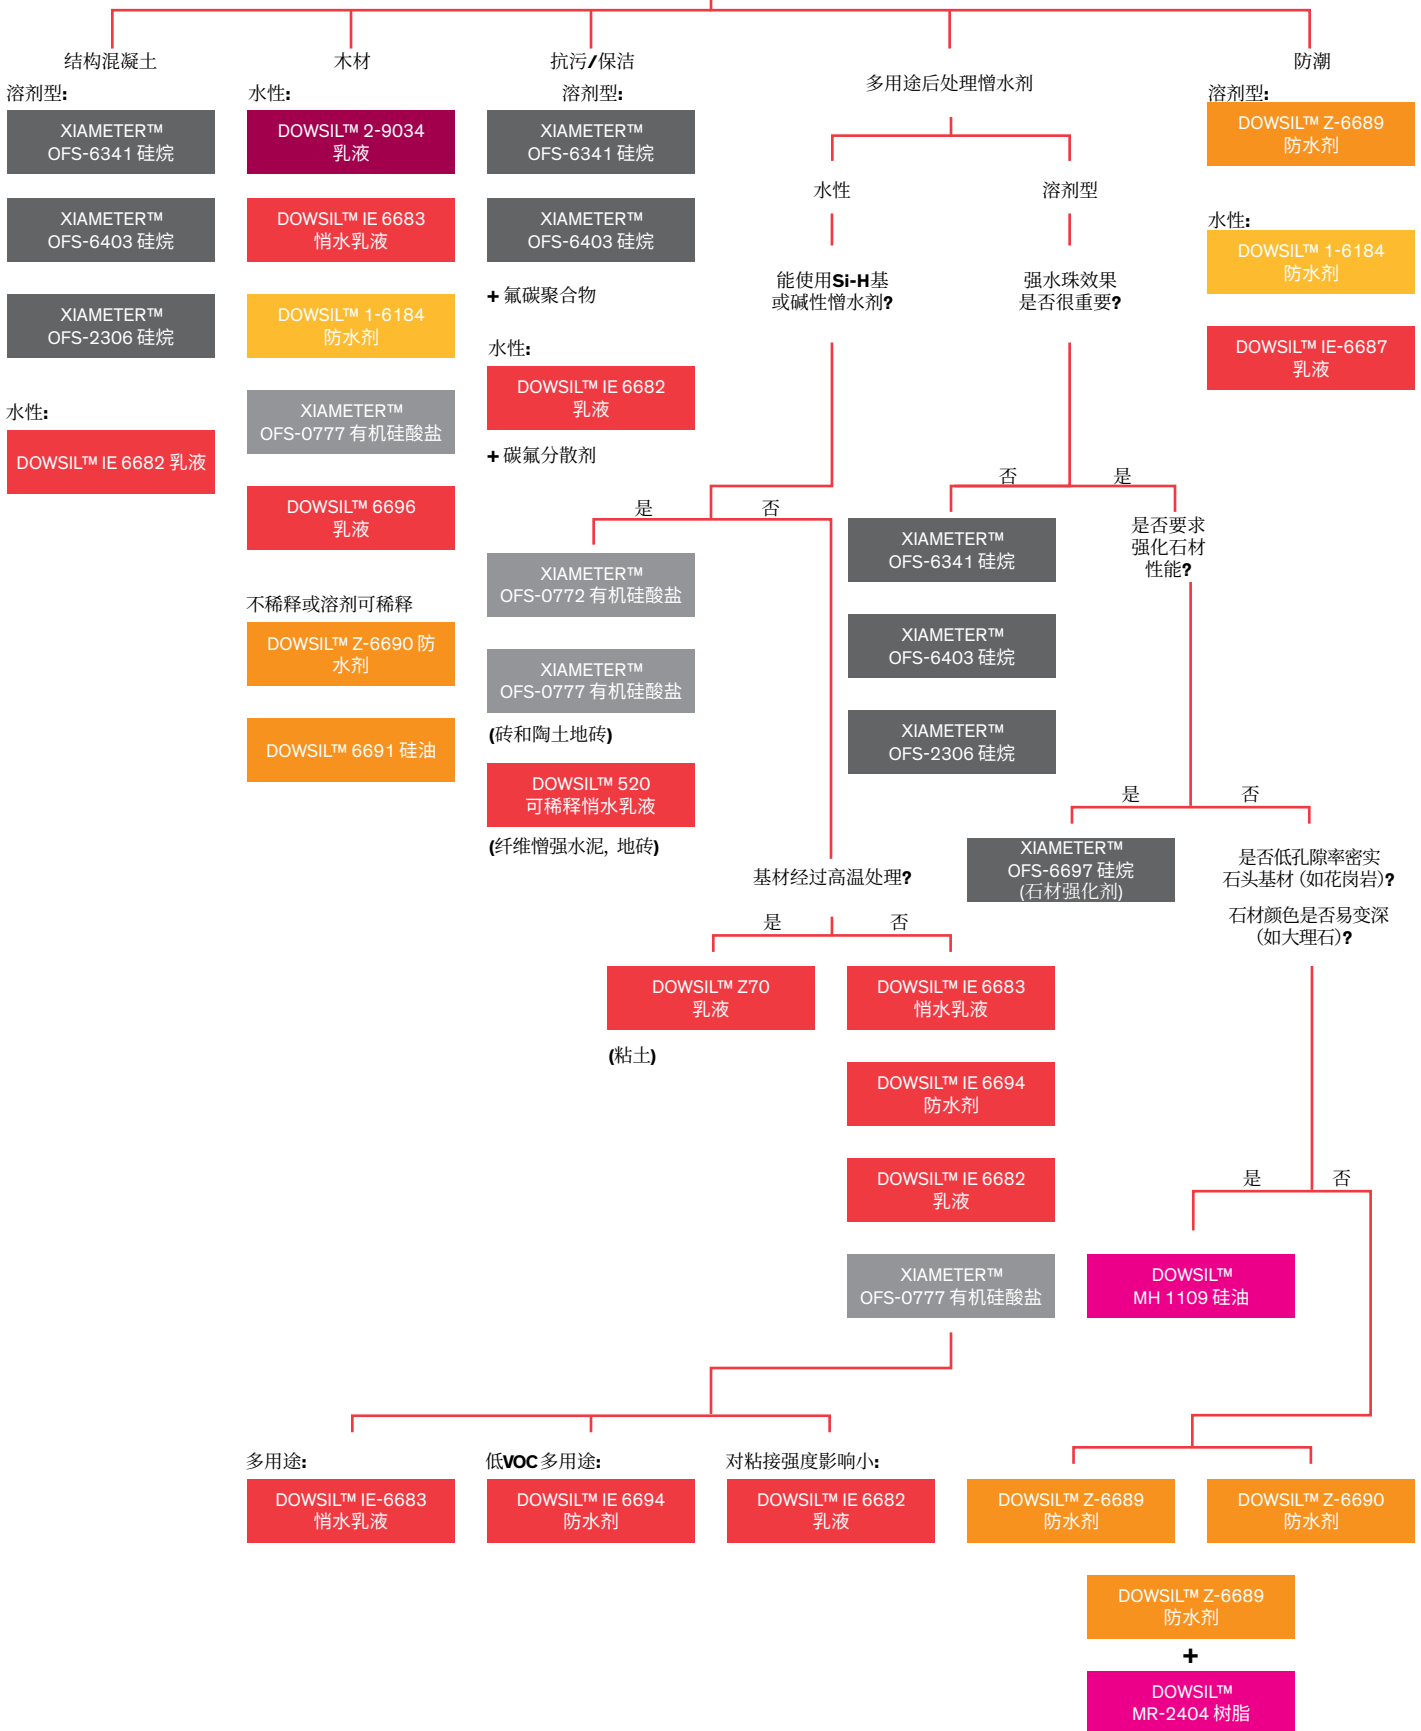 结构混凝土
溶剂型:
XIAMETER™
OFS-6341 硅烷
XIAMETER™
OFS-6403 硅烷
XIAMETER™
OFS-2306 硅烷
水性:
DOWSIL™ IE 6682 乳液
木材
水性:
DOWSIL™ 2-9034
乳液
DOWSIL™ IE 6683
悄水乳液
DOWSIL™ 1-6184
防水剂
XIAMETER™
OFS-0777 有机硅酸盐
DOWSIL™ 6696
乳液
不稀释或溶剂可稀释
DOWSIL™ Z-6690 防
水剂
DOWSIL™ 6691 硅油
抗污/保洁
溶剂型:
XIAMETER™
OFS-6341 硅烷
XIAMETER™
OFS-6403 硅烷
+ 氟碳聚合物
水性:
DOWSIL™ IE 6682
乳液
+ 碳氟分散剂
多用途后处理憎水剂
水性
能使用Si-H基
或碱性憎水剂?
是
否
XIAMETER™
OFS-0772 有机硅酸盐
XIAMETER™
OFS-0777 有机硅酸盐
(砖和陶土地砖)
DOWSIL™ 520
可稀释悄水乳液
(纤维憎强水泥, 地砖)
基材经过高温处理?
是
否
DOWSIL™ Z70
乳液
(粘土)
DOWSIL™ IE 6683
悄水乳液
DOWSIL™ IE 6694
防水剂
DOWSIL™ IE 6682
乳液
XIAMETER™
OFS-0777 有机硅酸盐
多用途:
DOWSIL™ IE-6683
悄水乳液
低VOC 多用途:
DOWSIL™ IE 6694
防水剂
对粘接强度影响小:
DOWSIL™ IE 6682
乳液
溶剂型
强水珠效果
是否很重要?
否
是
XIAMETER™
OFS-6341 硅烷
XIAMETER™
OFS-6403 硅烷
XIAMETER™
OFS-2306 硅烷
是否要求
强化石材
性能?
是
否
XIAMETER™
OFS-6697 硅烷
(石材强化剂)
是否低孔隙率密实
石头基材 (如花岗岩)?
石材颜色是否易变深
(如大理石)?
是
否
DOWSIL™
MH 1109 硅油
DOWSIL™ Z-6689
防水剂
DOWSIL™ Z-6690
防水剂
DOWSIL™ Z-6689
防水剂
+
DOWSIL™
MR-2404 树脂
防潮
溶剂型:
DOWSIL™ Z-6689
防水剂
水性:
DOWSIL™ 1-6184
防水剂
DOWSIL™ IE-6687
乳液